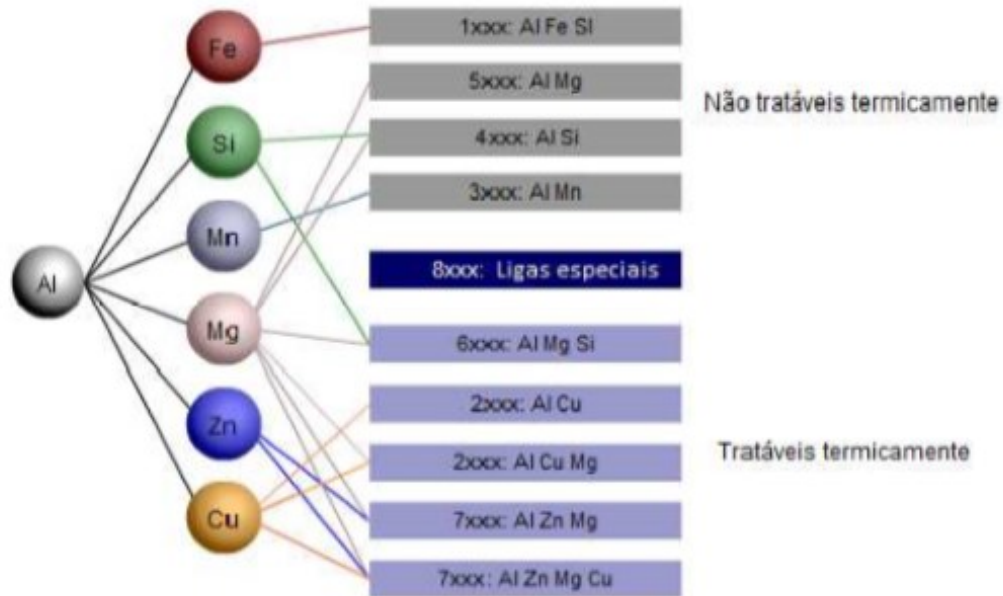 Al
Fe
Si
Mn
Mg
Zn
Cu
1xxx: Al Fe SI
5xxx: Al Mg
4xxx: Al Si
3xxx: Al Mn
8xxx: Ligas especiais
6xxx: Al Mg Si
2xxx: Al Cu
2xxx: Al Cu Mg
7xxx: Al Zn Mg
7xxx: Al Zn Mg Cu
Não tratáveis termicamente
Tratáveis termicamente